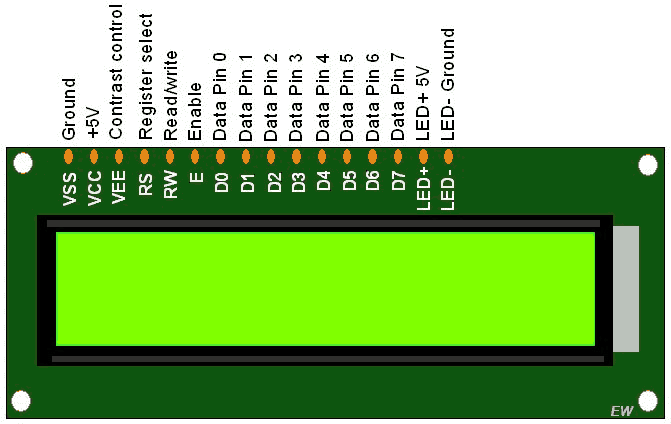 Ground
+5V
Contrast control
Register select
Read/write
Enable
Data Pin 0
Data Pin 1
Data Pin 2
Data Pin 3
Data Pin 4
Data Pin 5
Data Pin 6
Data Pin 7
LED+ 5V
LED- Ground
VSS
VCC
VEE
RS
RW
E
D0
D1
D2
D3
D4
D5
D6
D7
LED+
LED-
EW